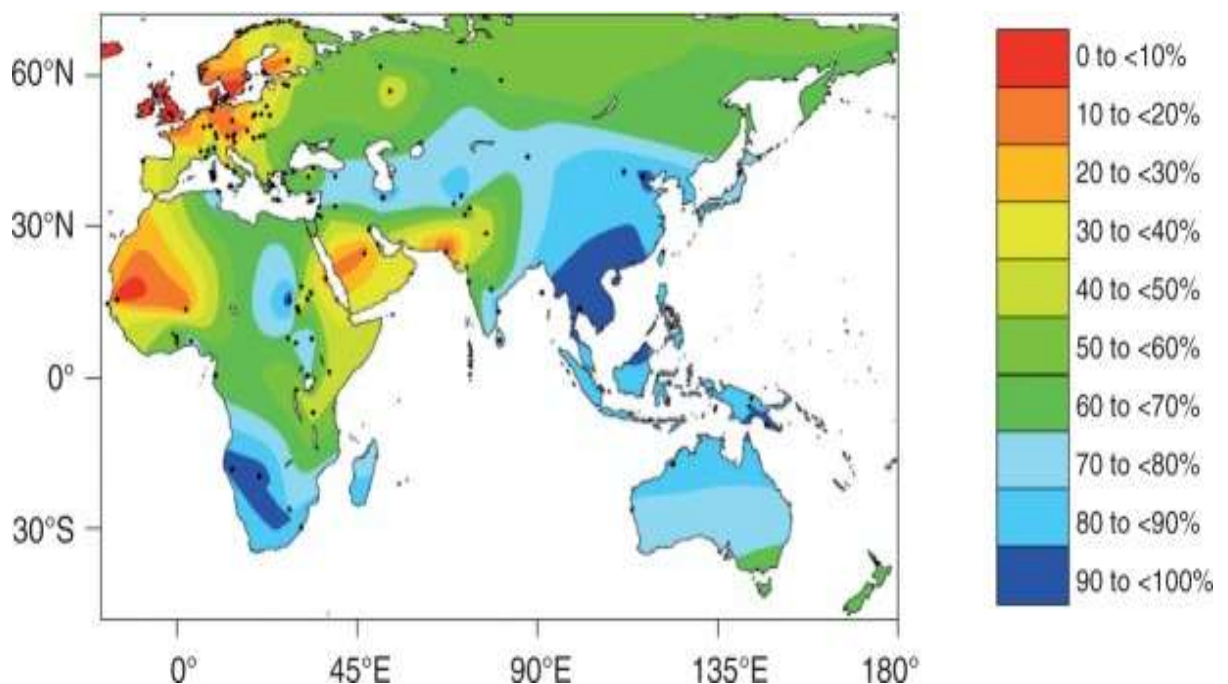 60°N
30°N
0°
30°S
0°
45°E
90°E
135°E
180°
0 to <10%
10 to <20%
20 to <30%
30 to <40%
40 to <50%
50 to <60%
60 to <70%
70 to <80%
80 to <90%
90 to <100%